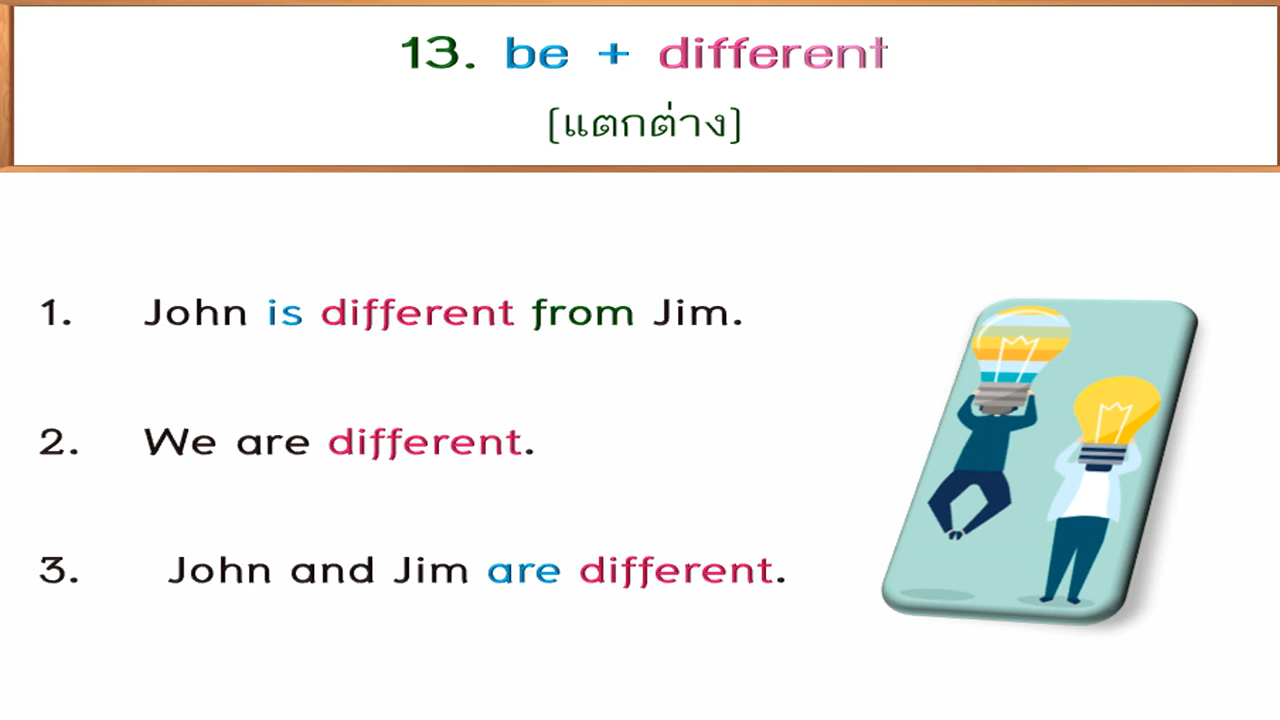 13. be + different
(แตกต่าง)
1. John is different from Jim.
2. We are different.
3. John and Jim are different.